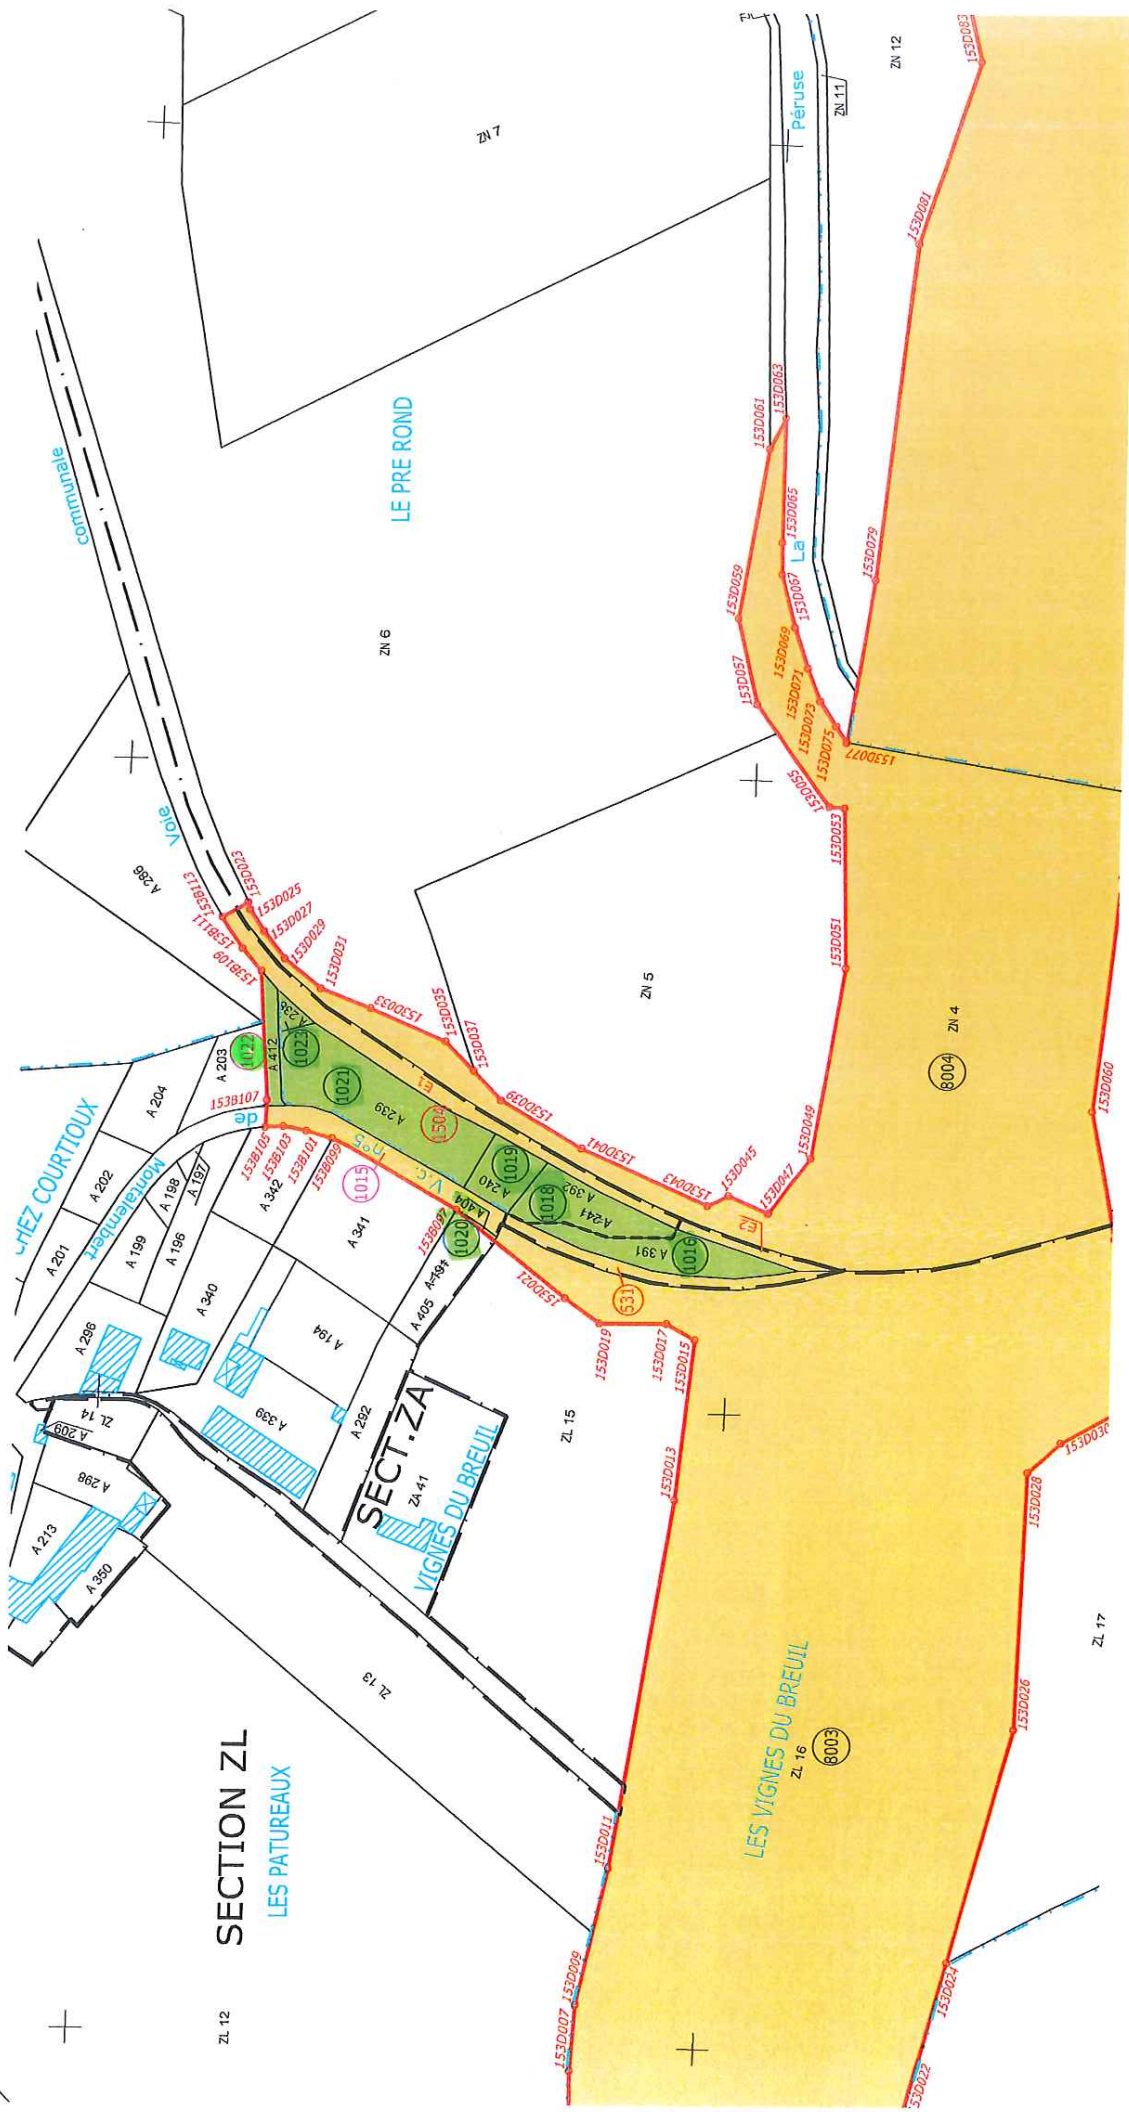 SECTION ZL
LES PATUREAUX
ZL 12
ZL 13
A 213
A 350
A 298
A 209
ZL 14
A 296
A 201
A 202
A 204
A 203
A 199
A 198
A 197
A 196
A 340
A 342
A 341
A 194
A 339
A 292
A 405
A 191
A 404
Montalembert
de
Voie
communale
A 286
SECT.ZA
ZA 41
VIGNES DU BREUIL
ZL 15
LES VIGNES DU BREUIL
ZL 16
8003
ZL 17
ZN 4
8004
ZN 5
ZN 6
LE PRE ROND
ZN 7
La
Péruse
ZN 11
ZN 12
V.c.
n°5
1015
1504
1022
A 412
A 238
1023
1021
A 239
1019
A 240
1018
A 392
A 241
A 391
1016
1020
531
E1
E2
153B097
153B099
153B101
153B103
153B105
153B107
153B109
153B111
153B113
153D007
153D009
153D011
153D013
153D015
153D017
153D019
153D021
153D023
153D025
153D027
153D029
153D031
153D033
153D035
153D037
153D039
153D041
153D043
153D045
153D047
153D049
153D051
153D053
153D055
153D057
153D059
153D061
153D063
153D065
153D067
153D069
153D071
153D073
153D075
153D077
153D079
153D081
153D083
153D024
153D026
153D028
153D060